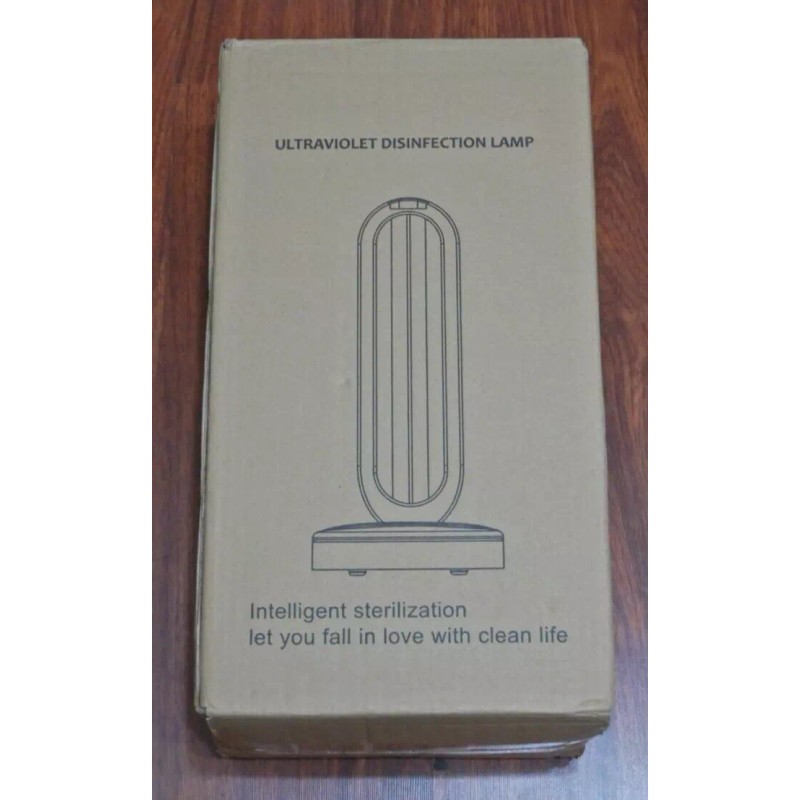 ULTRAVIOLET DISINFECTION LAMP
Intelligent sterilization
let you fall in love with clean life